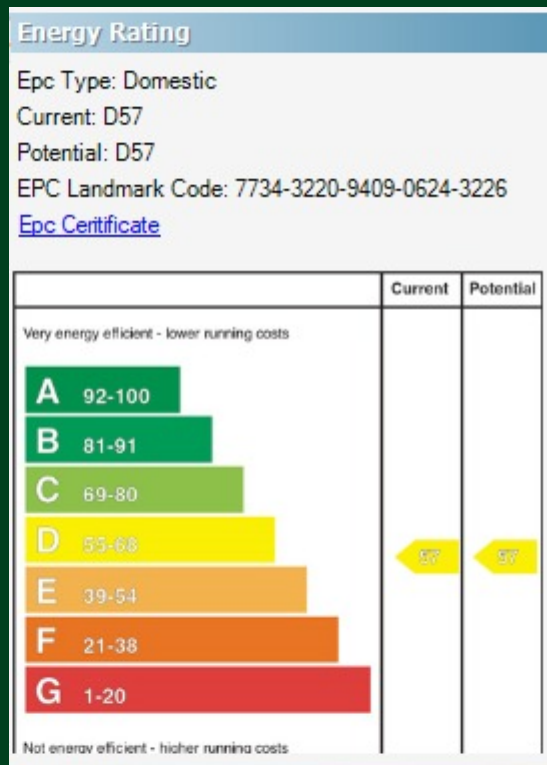 Energy Rating
Epc Type: Domestic
Current: D57
Potential: D57
EPC Landmark Code: 7734-3220-9409-0624-3226
Epc Ceritificate
Current Potential
Very energy efficient - lower running costs
A 92-100
B 81-91
C 69-80
D 55-68 57 57
E 39-54
F 21-38
G 1-20
Not energy efficient - higher running costs